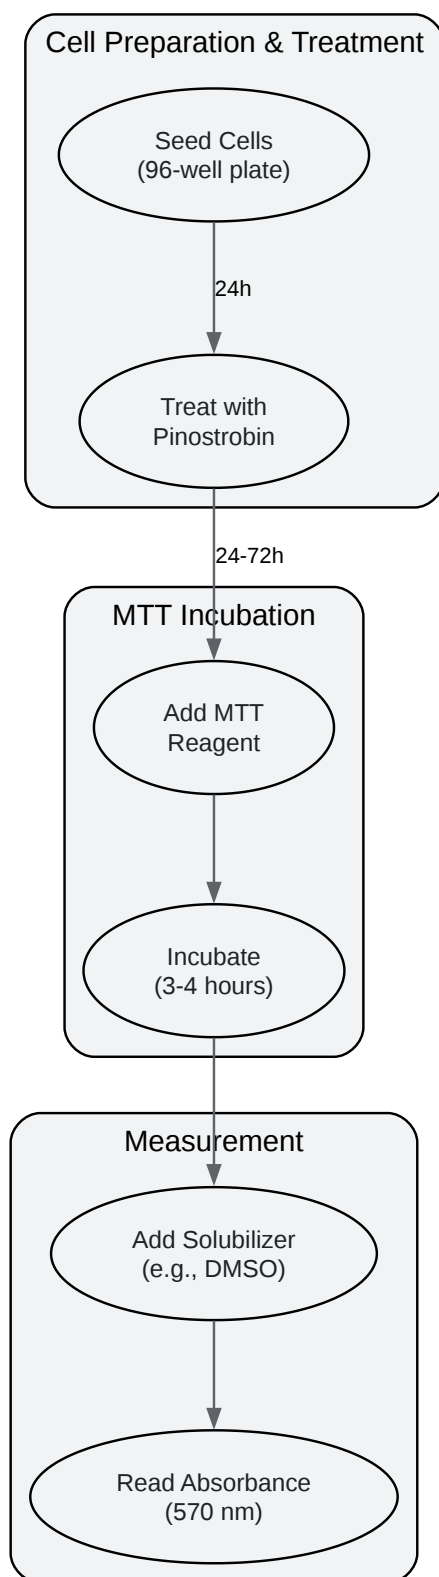 Cell Preparation & Treatment
Seed Cells
(96-well plate)
24h
Treat with
Pinostrobin
24-72h
MTT Incubation
Add MTT
Reagent
Incubate
(3-4 hours)
Measurement
Add Solubilizer
(e.g., DMSO)
Read Absorbance
(570 nm)